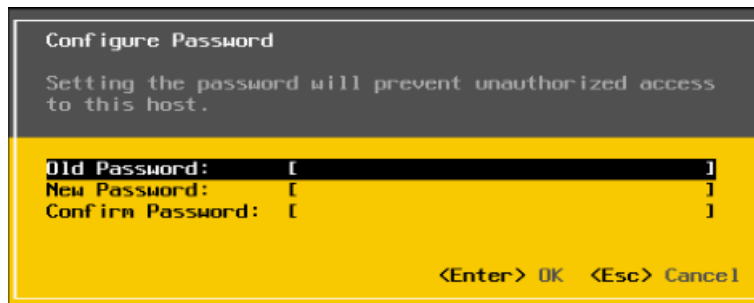 Configure Password
Setting the password will prevent unauthorized access
to this host.
Old Password: [ ]
New Password: [ ]
Confirm Password: [ ]
<Enter> OK <Esc> Cancel